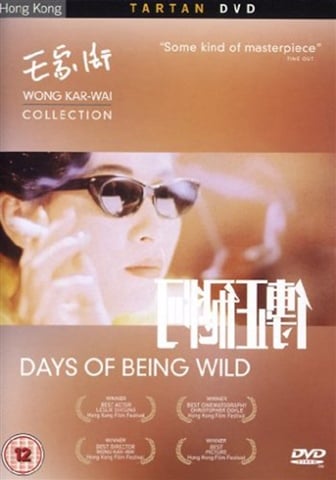 Hong Kong
TARTAN DVD
王家衛
WONG KAR-WAI
COLLECTION
"Some kind of masterpiece"
TIME OUT
阿飛正傳
DAYS OF BEING WILD
WINNER
BEST ACTOR
LESLIE CHEUNG
Hong Kong Film Festival
WINNER
BEST CINEMATOGRAPHY
CHRISTOPHER DOYLE
Hong Kong Film Festival
WINNER
BEST DIRECTOR
WONG KAR-WAI
Hong Kong Film Festival
WINNER
BEST
PICTURE
Hong Kong Film Festival
12
DVD
VIDEO